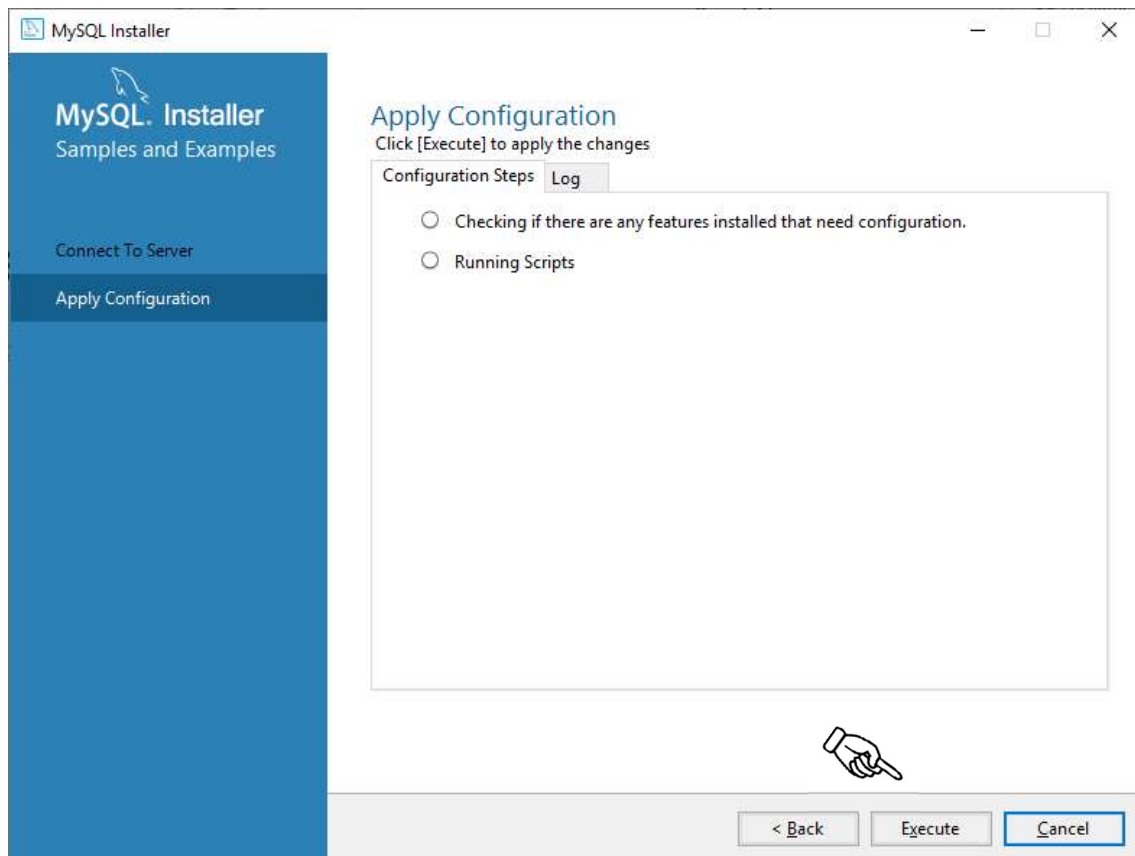 MySQL Installer
MySQL. Installer
Samples and Examples
Connect To Server
Apply Configuration
Apply Configuration
Click [Execute] to apply the changes
Configuration Steps
Log
Checking if there are any features installed that need configuration.
Running Scripts
< Back
Execute
Cancel